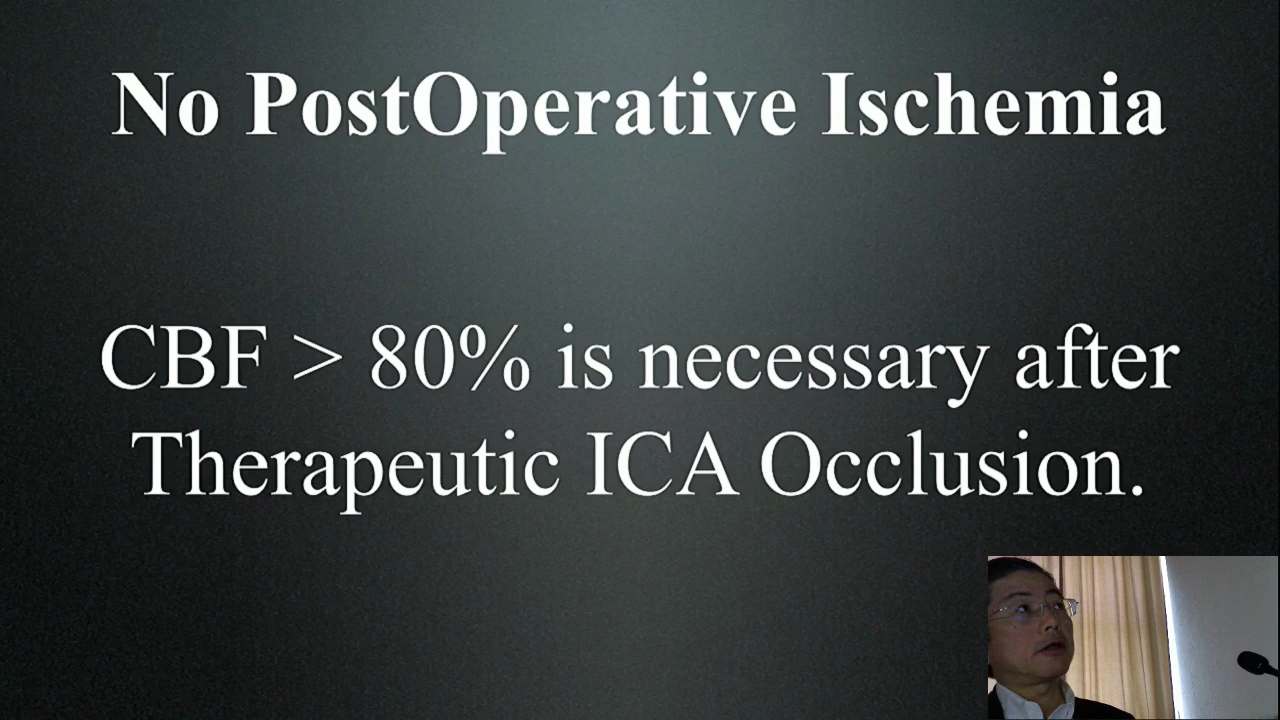 No PostOperative Ischemia
CBF > 80% is necessary after
Therapeutic ICA Occlusion.